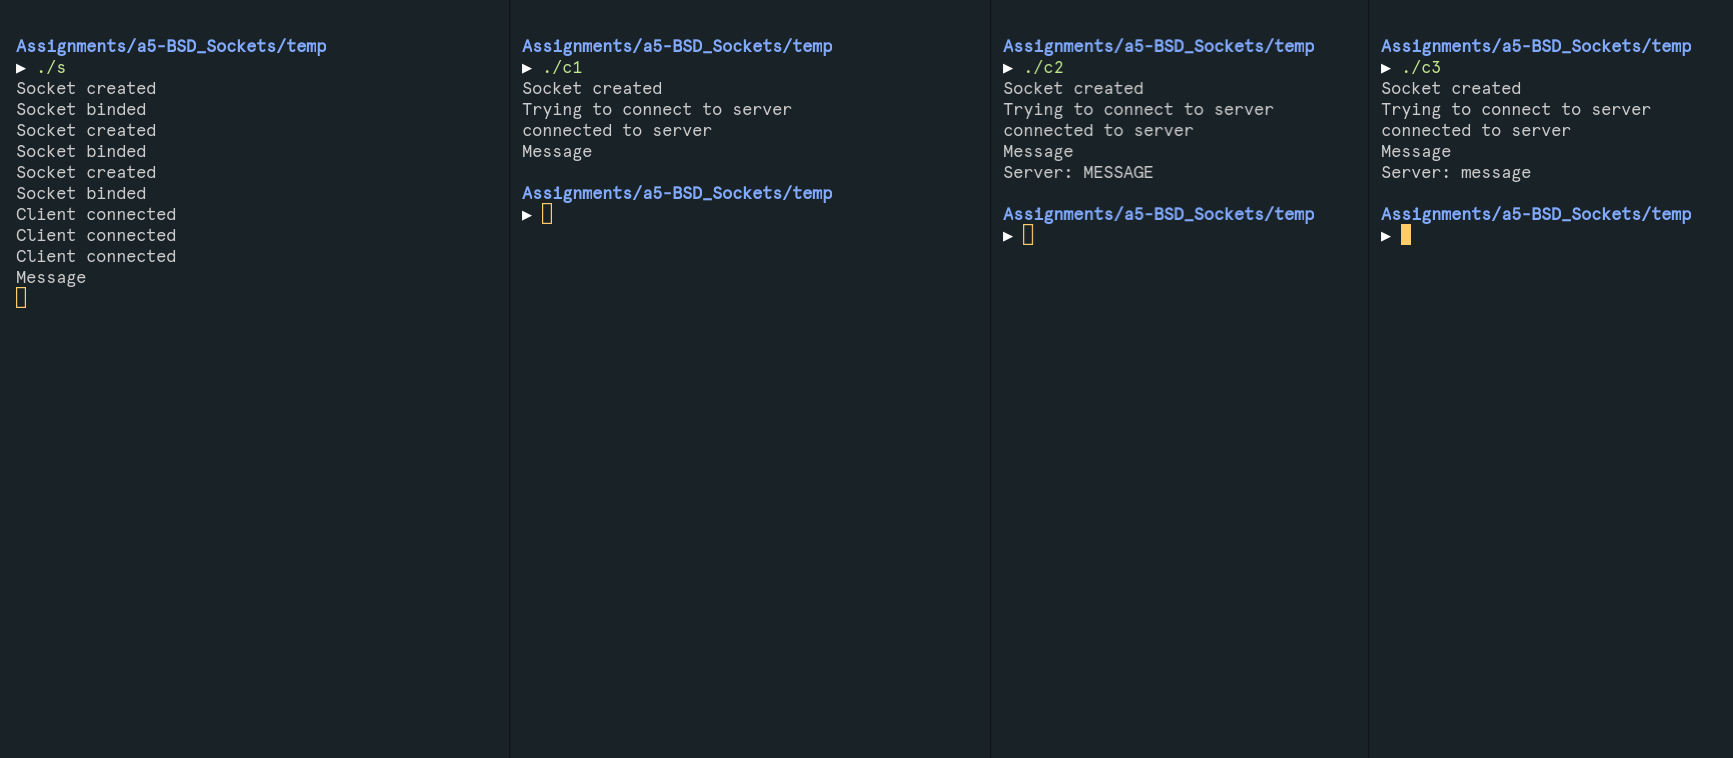 Assignments/a5-BSD_Sockets/temp
▶ ./s
Socket created
Socket binded
Socket created
Socket binded
Socket created
Socket binded
Client connected
Client connected
Client connected
Message
Assignments/a5-BSD_Sockets/temp
▶ ./c1
Socket created
Trying to connect to server
connected to server
Message
Assignments/a5-BSD_Sockets/temp
▶
Assignments/a5-BSD_Sockets/temp
▶ ./c2
Socket created
Trying to connect to server
connected to server
Message
Server: MESSAGE
Assignments/a5-BSD_Sockets/temp
▶
Assignments/a5-BSD_Sockets/temp
▶ ./c3
Socket created
Trying to connect to server
connected to server
Message
Server: message
Assignments/a5-BSD_Sockets/temp
▶